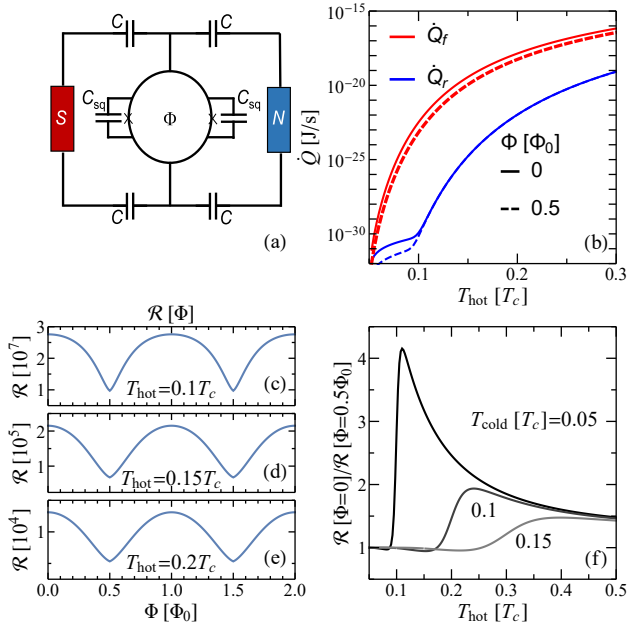 C C
S C_sq Φ C_sq N
C C
(a)
10^−15
10^−20
10^−25
10^−30
Q̇ [J/s]
Q̇_f
Q̇_r
Φ [Φ_0]
0
0.5
(b)
0.1 0.2 0.3
T_hot [T_c]
ℛ [Φ]
ℛ [10^7]
3
2
1
T_hot=0.1T_c
(c)
ℛ [10^5]
2
1
T_hot=0.15T_c
(d)
ℛ [10^4]
1
T_hot=0.2T_c
(e)
0.0 0.5 1.0 1.5 2.0
Φ [Φ_0]
ℛ [Φ=0]/ℛ [Φ=0.5Φ_0]
4
3
2
1
T_cold [T_c]=0.05
0.1
0.15
(f)
0.1 0.2 0.3 0.4 0.5
T_hot [T_c]